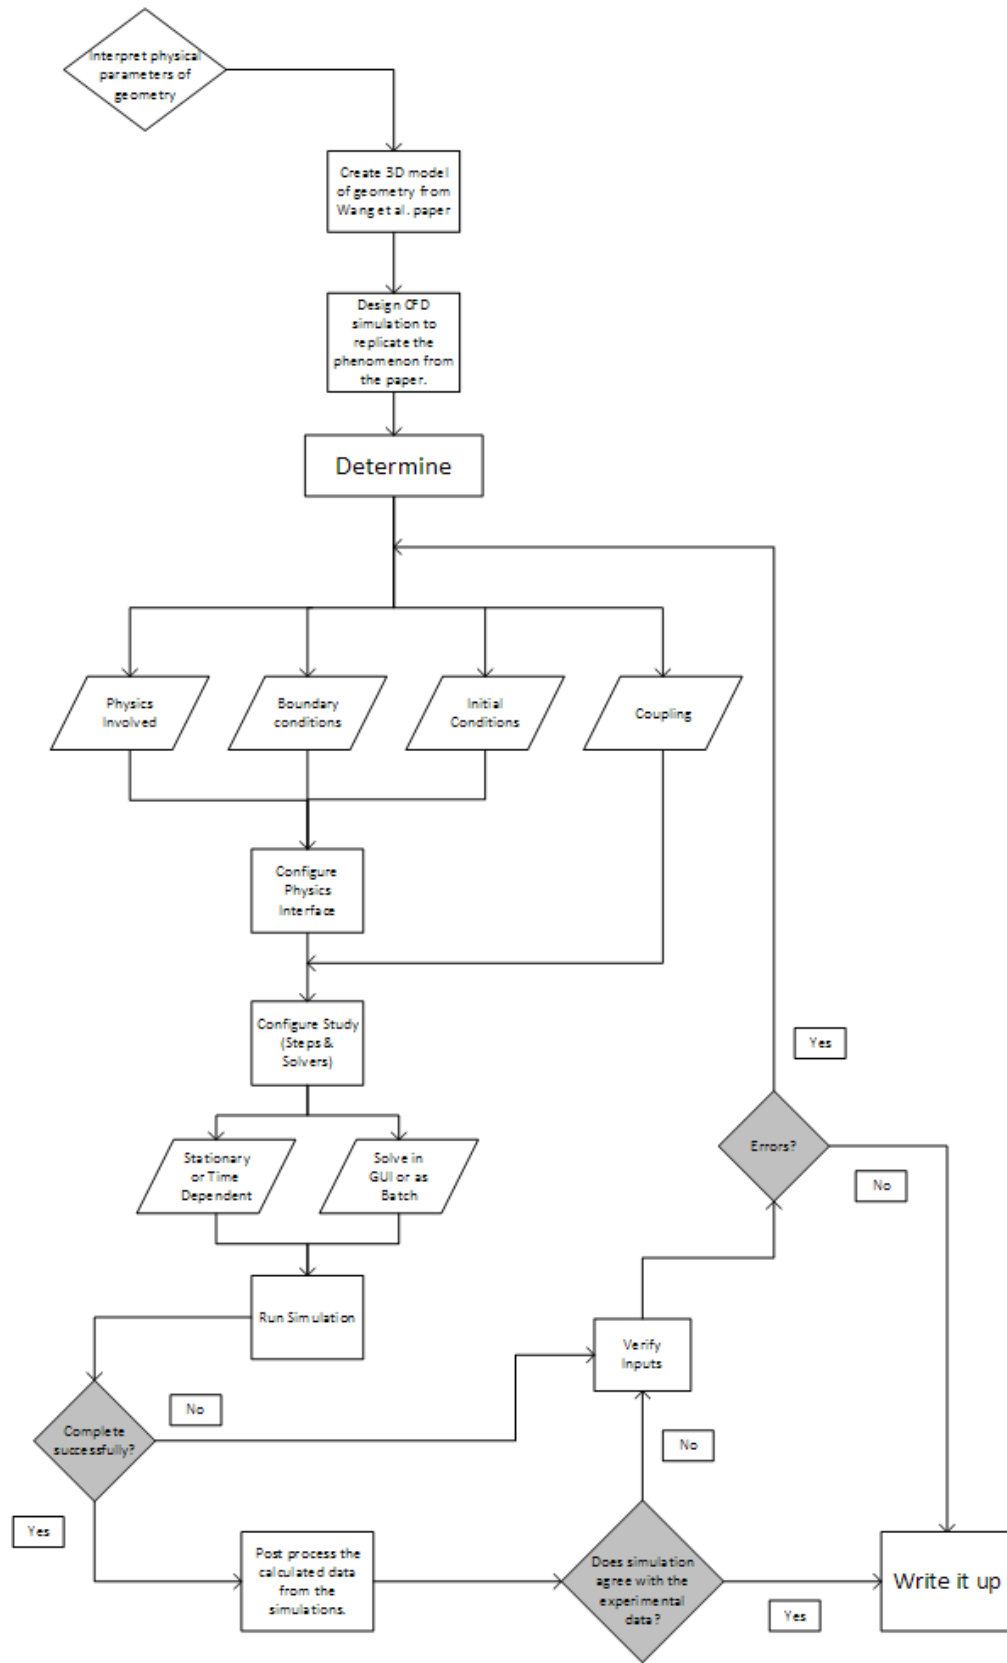 Interpret physical
parameters of
geometry
Create 3D model
of geometry from
Wang et al. paper
Design CFD
simulation to
replicate the
phenomenon from
the paper.
Determine
Physics
Involved
Boundary
conditions
Initial
Conditions
Coupling
Configure
Physics
Interface
Configure Study
(Steps &
Solvers)
Stationary
or Time
Dependent
Solve in
GUI or as
Batch
Run Simulation
Complete
successfully?
No
Yes
Post process the
calculated data
from the
simulations.
Does simulation
agree with the
experimental
data?
No
Yes
Verify
Inputs
Errors?
Yes
No
Write it up